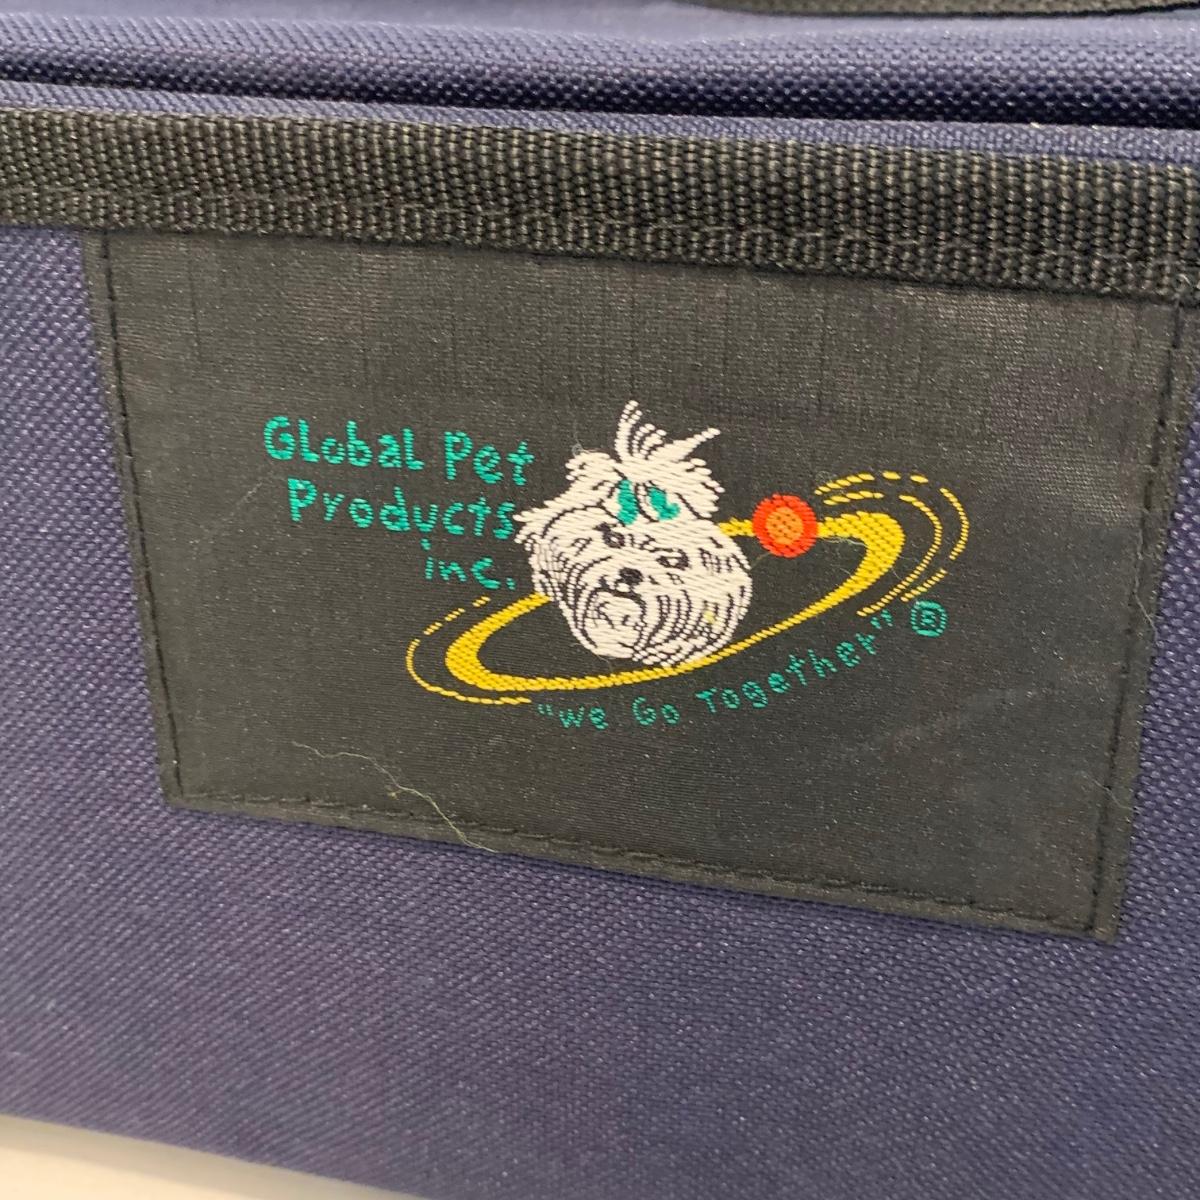 Global Pet
Products
inc.
"We Go Together" ®